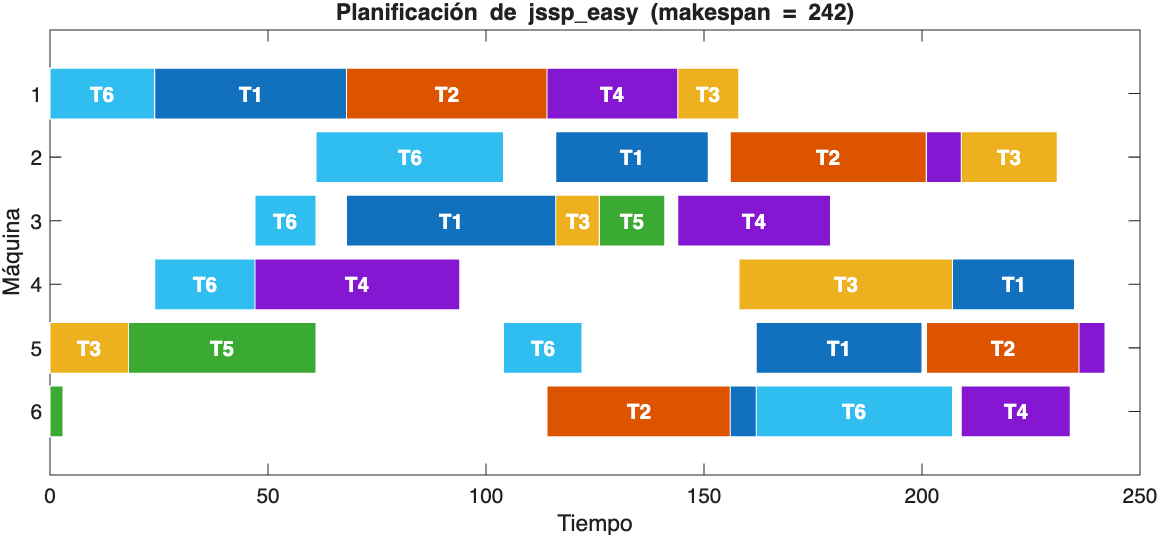 Planificación de jssp_easy (makespan = 242)
1 T6 T1 T2 T4 T3
2 T6 T1 T2 T3
3 T6 T1 T3 T5 T4
4 T6 T4 T3 T1
5 T3 T5 T6 T1 T2
6 T2 T6 T4
Máquina
0 50 100 150 200 250
Tiempo